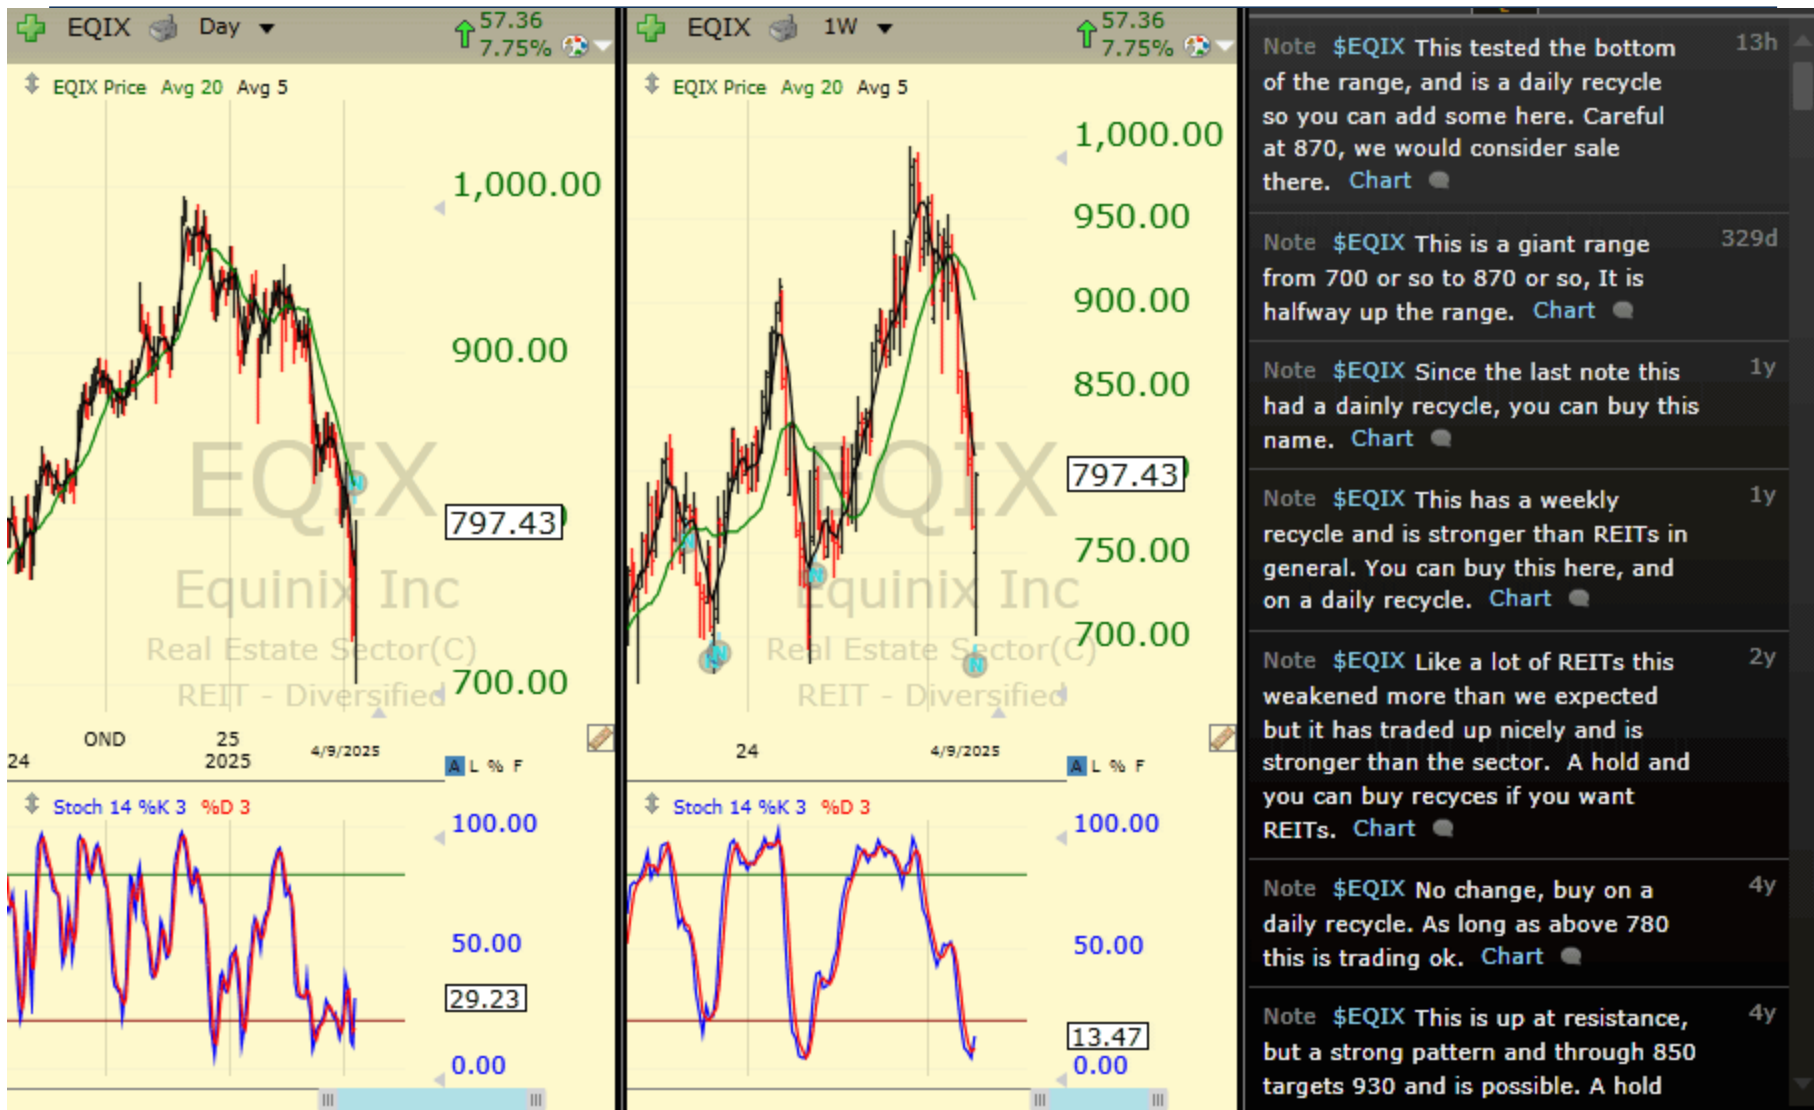 EQIX Day
57.36
7.75%
EQIX Price Avg 20 Avg 5
1,000.00
900.00
EQIX
797.43
Equinix Inc
Real Estate Sector(C)
REIT - Diversified
700.00
N
OND 25
24 2025 4/9/2025
A L % F
Stoch 14 %K 3 %D 3
100.00
50.00
29.23
0.00
EQIX 1W
57.36
7.75%
EQIX Price Avg 20 Avg 5
1,000.00
950.00
900.00
850.00
EQIX
797.43
750.00
Equinix Inc
700.00
Real Estate Sector(C)
REIT - Diversified
N
N
N
N
N
24 4/9/2025
A L % F
Stoch 14 %K 3 %D 3
100.00
50.00
13.47
0.00
Note $EQIX This tested the bottom 13h
of the range, and is a daily recycle
so you can add some here. Careful
at 870, we would consider sale
there. Chart
Note $EQIX This is a giant range 329d
from 700 or so to 870 or so, It is
halfway up the range. Chart
Note $EQIX Since the last note this 1y
had a dainly recycle, you can buy this
name. Chart
Note $EQIX This has a weekly 1y
recycle and is stronger than REITs in
general. You can buy this here, and
on a daily recycle. Chart
Note $EQIX Like a lot of REITs this 2y
weakened more than we expected
but it has traded up nicely and is
stronger than the sector. A hold and
you can buy recyces if you want
REITs. Chart
Note $EQIX No change, buy on a 4y
daily recycle. As long as above 780
this is trading ok. Chart
Note $EQIX This is up at resistance, 4y
but a strong pattern and through 850
targets 930 and is possible. A hold